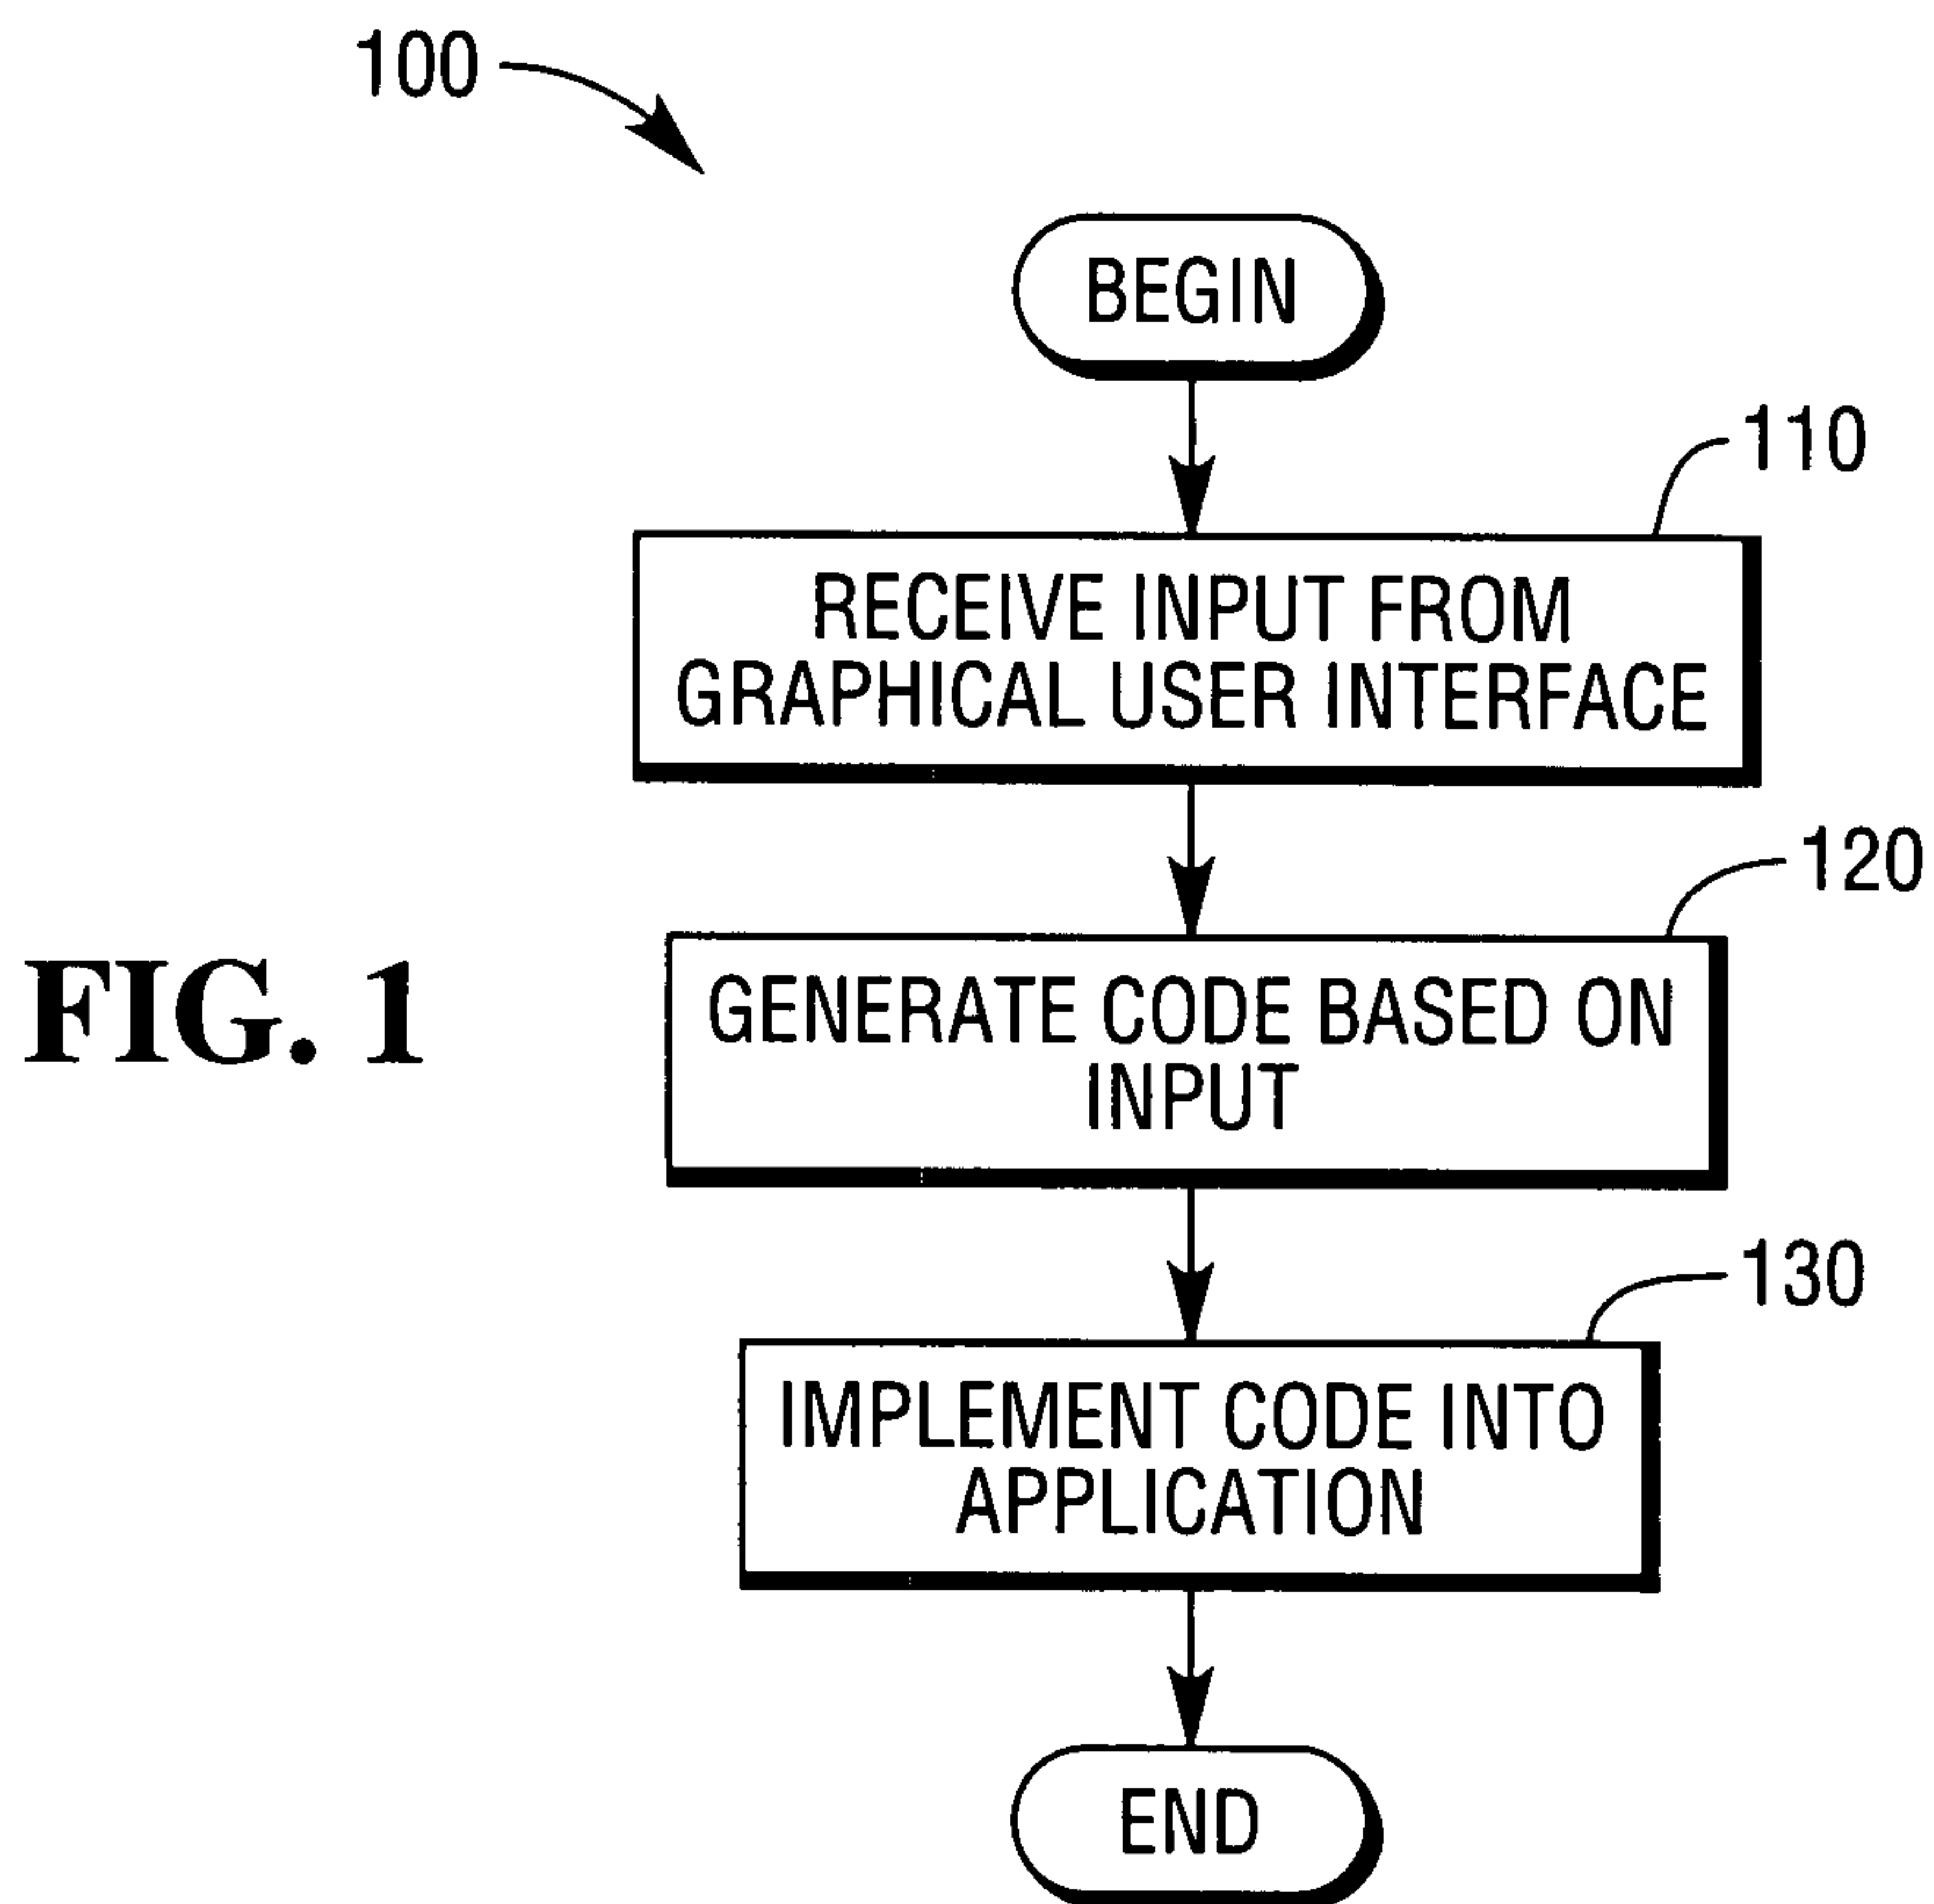 100
BEGIN
110
RECEIVE INPUT FROM
GRAPHICAL USER INTERFACE
120
FIG. 1
GENERATE CODE BASED ON
INPUT
130
IMPLEMENT CODE INTO
APPLICATION
END